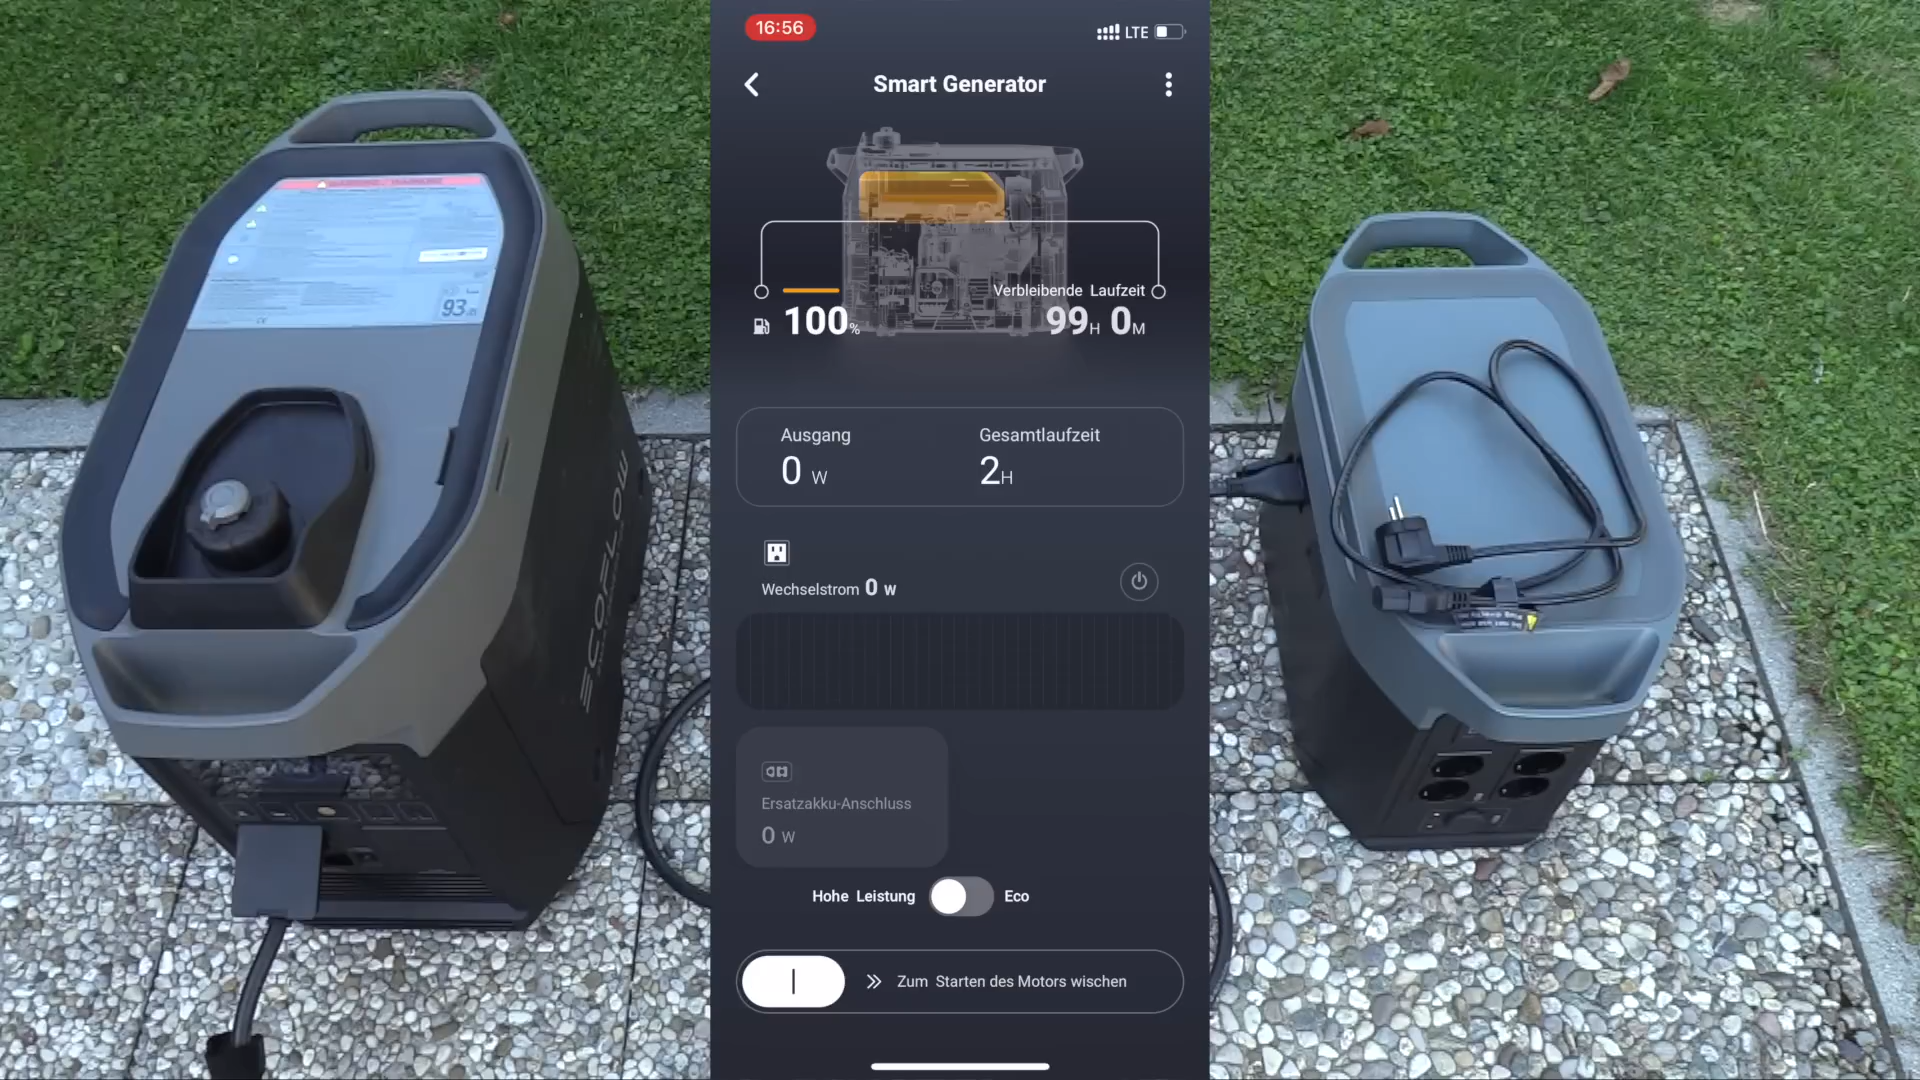 16:56
LTE
Smart Generator
Verbleibende Laufzeit
100%
99H 0M
Ausgang
Gesamtlaufzeit
0 W
2H
Wechselstrom 0 W
Ersatzakku-Anschluss
0 W
Hohe Leistung
Eco
Zum Starten des Motors wischen
93
ECOFLOW